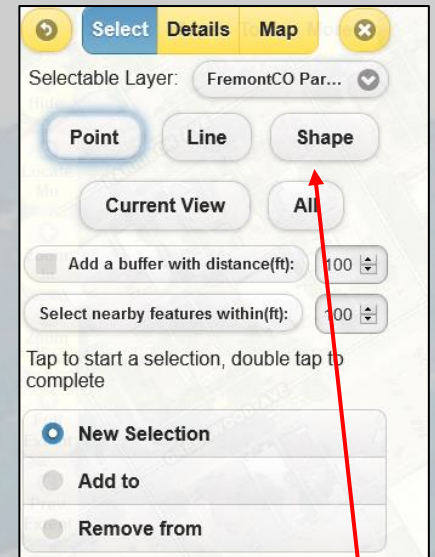 Select Details Map
Selectable Layer: FremontCO Par...
Point Line Shape
Current View All
Add a buffer with distance(ft): 100
Select nearby features within(ft): 100
Tap to start a selection, double tap to
complete
New Selection
Add to
Remove from